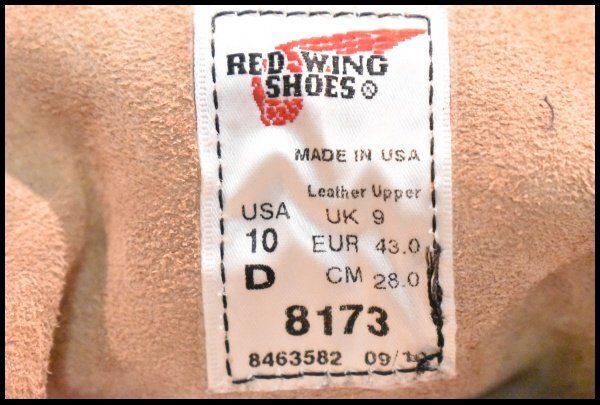 RED WING
SHOES®
MADE IN USA
Leather Upper
USA UK 9
10 EUR 43.0
D CM 28.0
8173
8463582 09/